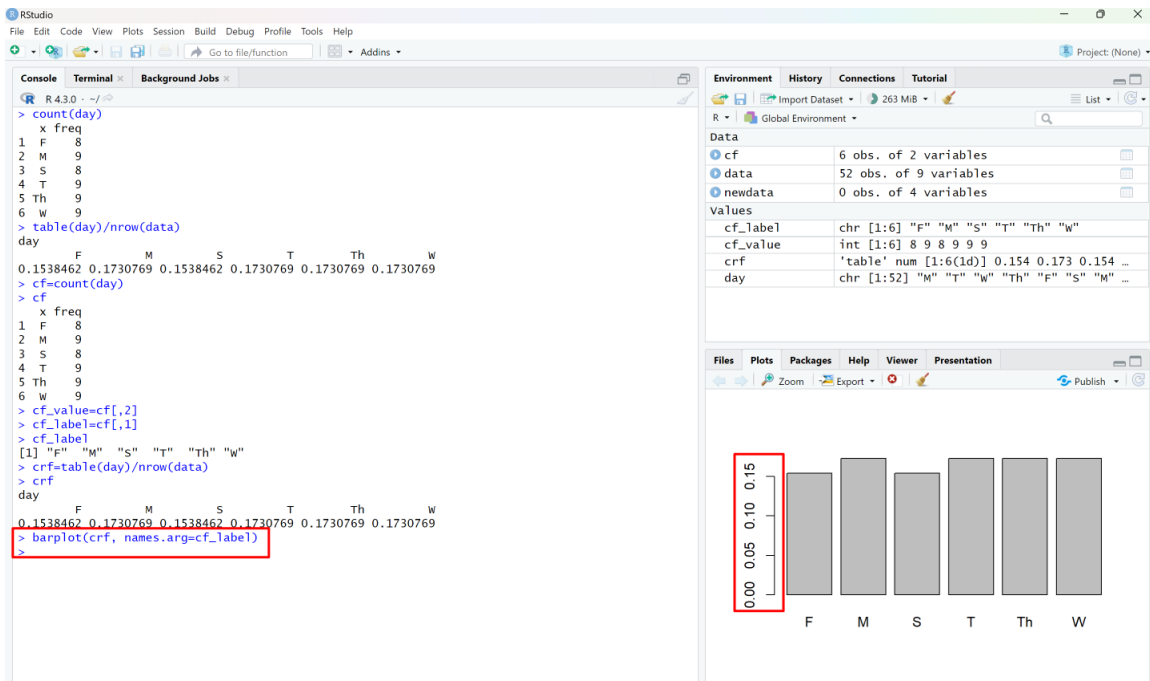 RStudio
File Edit Code View Plots Session Build Debug Profile Tools Help
Go to file/function Addins Project: (None)
Console Terminal Background Jobs
R 4.3.0 · ~/
> count(day)
x freq
1 F 8
2 M 9
3 S 8
4 T 9
5 Th 9
6 W 9
> table(day)/nrow(data)
day
F M S T Th W
0.1538462 0.1730769 0.1538462 0.1730769 0.1730769 0.1730769
> cf=count(day)
> cf
x freq
1 F 8
2 M 9
3 S 8
4 T 9
5 Th 9
6 W 9
> cf_value=cf[,2]
> cf_label=cf[,1]
> cf_label
[1] "F" "M" "S" "T" "Th" "W"
> crf=table(day)/nrow(data)
> crf
day
F M S T Th W
0.1538462 0.1730769 0.1538462 0.1730769 0.1730769 0.1730769
> barplot(crf, names.arg=cf_label)
>
Environment History Connections Tutorial
Import Dataset 263 MiB List
R Global Environment
Data
cf 6 obs. of 2 variables
data 52 obs. of 9 variables
newdata 0 obs. of 4 variables
Values
cf_label chr [1:6] "F" "M" "S" "T" "Th" "W"
cf_value int [1:6] 8 9 8 9 9 9
crf 'table' num [1:6(1d)] 0.154 0.173 0.154 …
day chr [1:52] "M" "T" "W" "Th" "F" "S" "M" …
Files Plots Packages Help Viewer Presentation
Zoom Export Publish
0.15
0.10
0.05
0.00
F M S T Th W